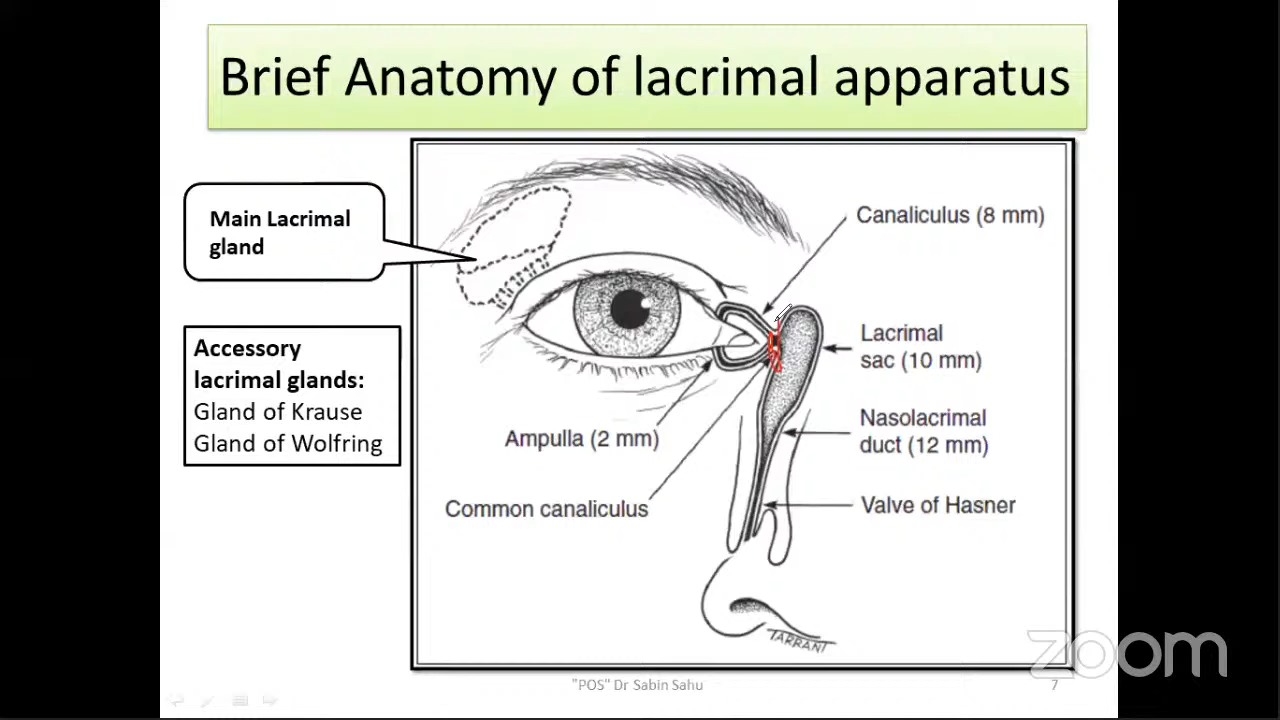 Brief Anatomy of lacrimal apparatus
Main Lacrimal
gland
Accessory
lacrimal glands:
Gland of Krause
Gland of Wolfring
Canaliculus (8 mm)
Lacrimal
sac (10 mm)
Nasolacrimal
duct (12 mm)
Ampulla (2 mm)
Common canaliculus
Valve of Hasner
TARRANT
"POS" Dr Sabin Sahu
7
zoom